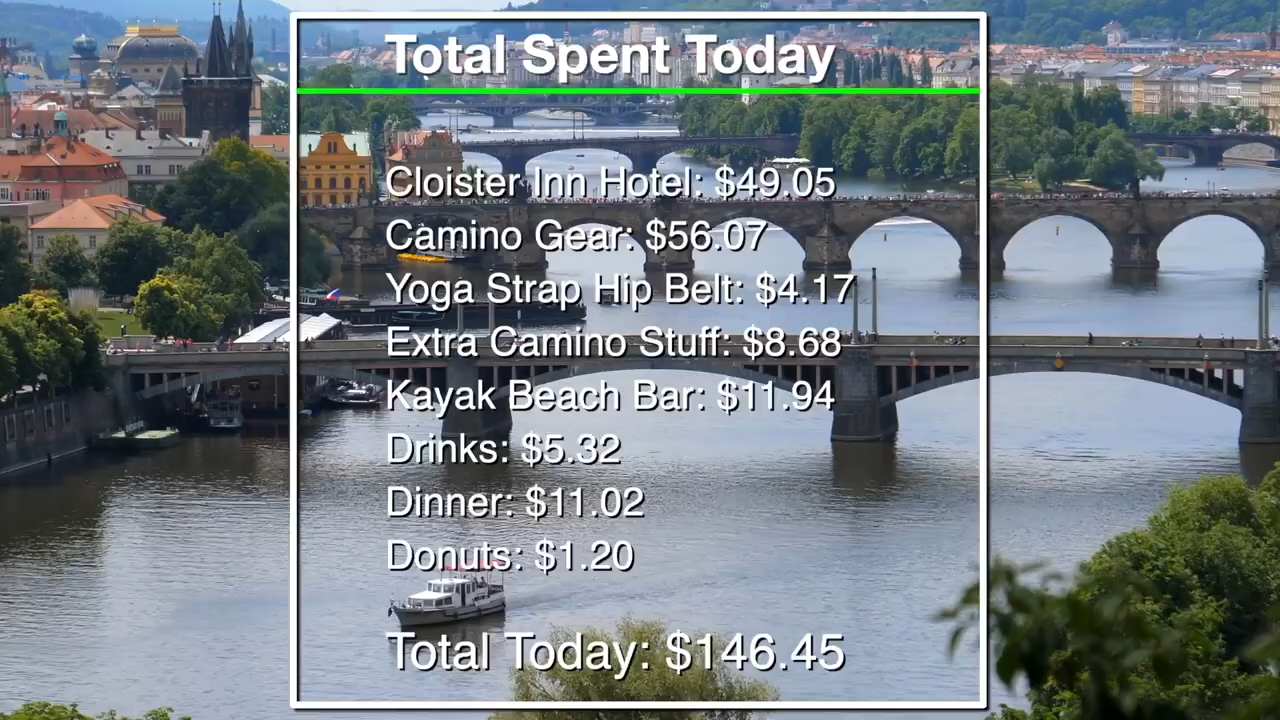 Total Spent Today
Cloister Inn Hotel: $49.05
Camino Gear: $56.07
Yoga Strap Hip Belt: $4.17
Extra Camino Stuff: $8.68
Kayak Beach Bar: $11.94
Drinks: $5.32
Dinner: $11.02
Donuts: $1.20
Total Today: $146.45